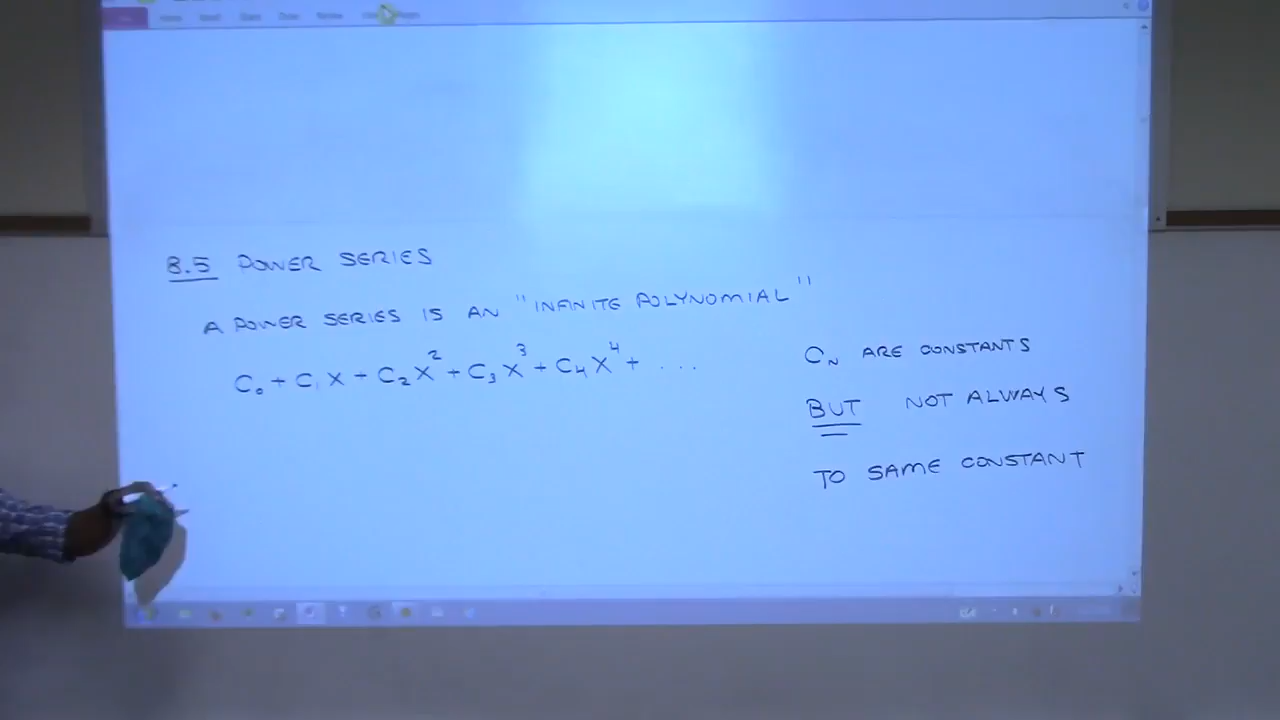 8.5 POWER SERIES
A POWER SERIES IS AN "INFINITE POLYNOMIAL"
C₀ + C₁X + C₂X² + C₃X³ + C₄X⁴ + ...
Cₙ ARE CONSTANTS
BUT NOT ALWAYS
TO SAME CONSTANT